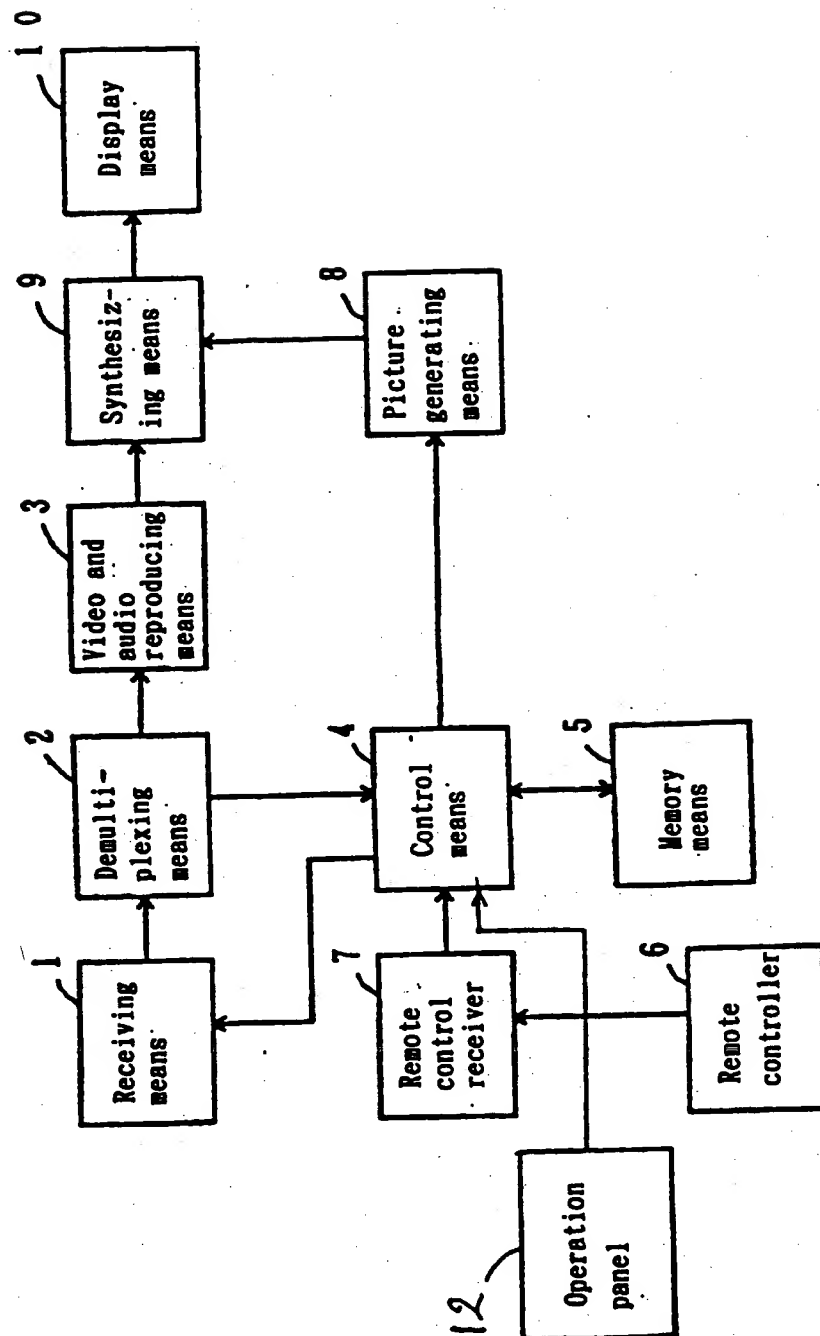 1
Receiving
means
2
Demulti-
plexing
means
3
Video and
audio
reproducing
means
9
Synthesiz-
ing means
10
Display
means
7
Remote
control
receiver
4
Control
means
8
Picture
generating
means
12
Operation
panel
6
Remote
controller
5
Memory
means